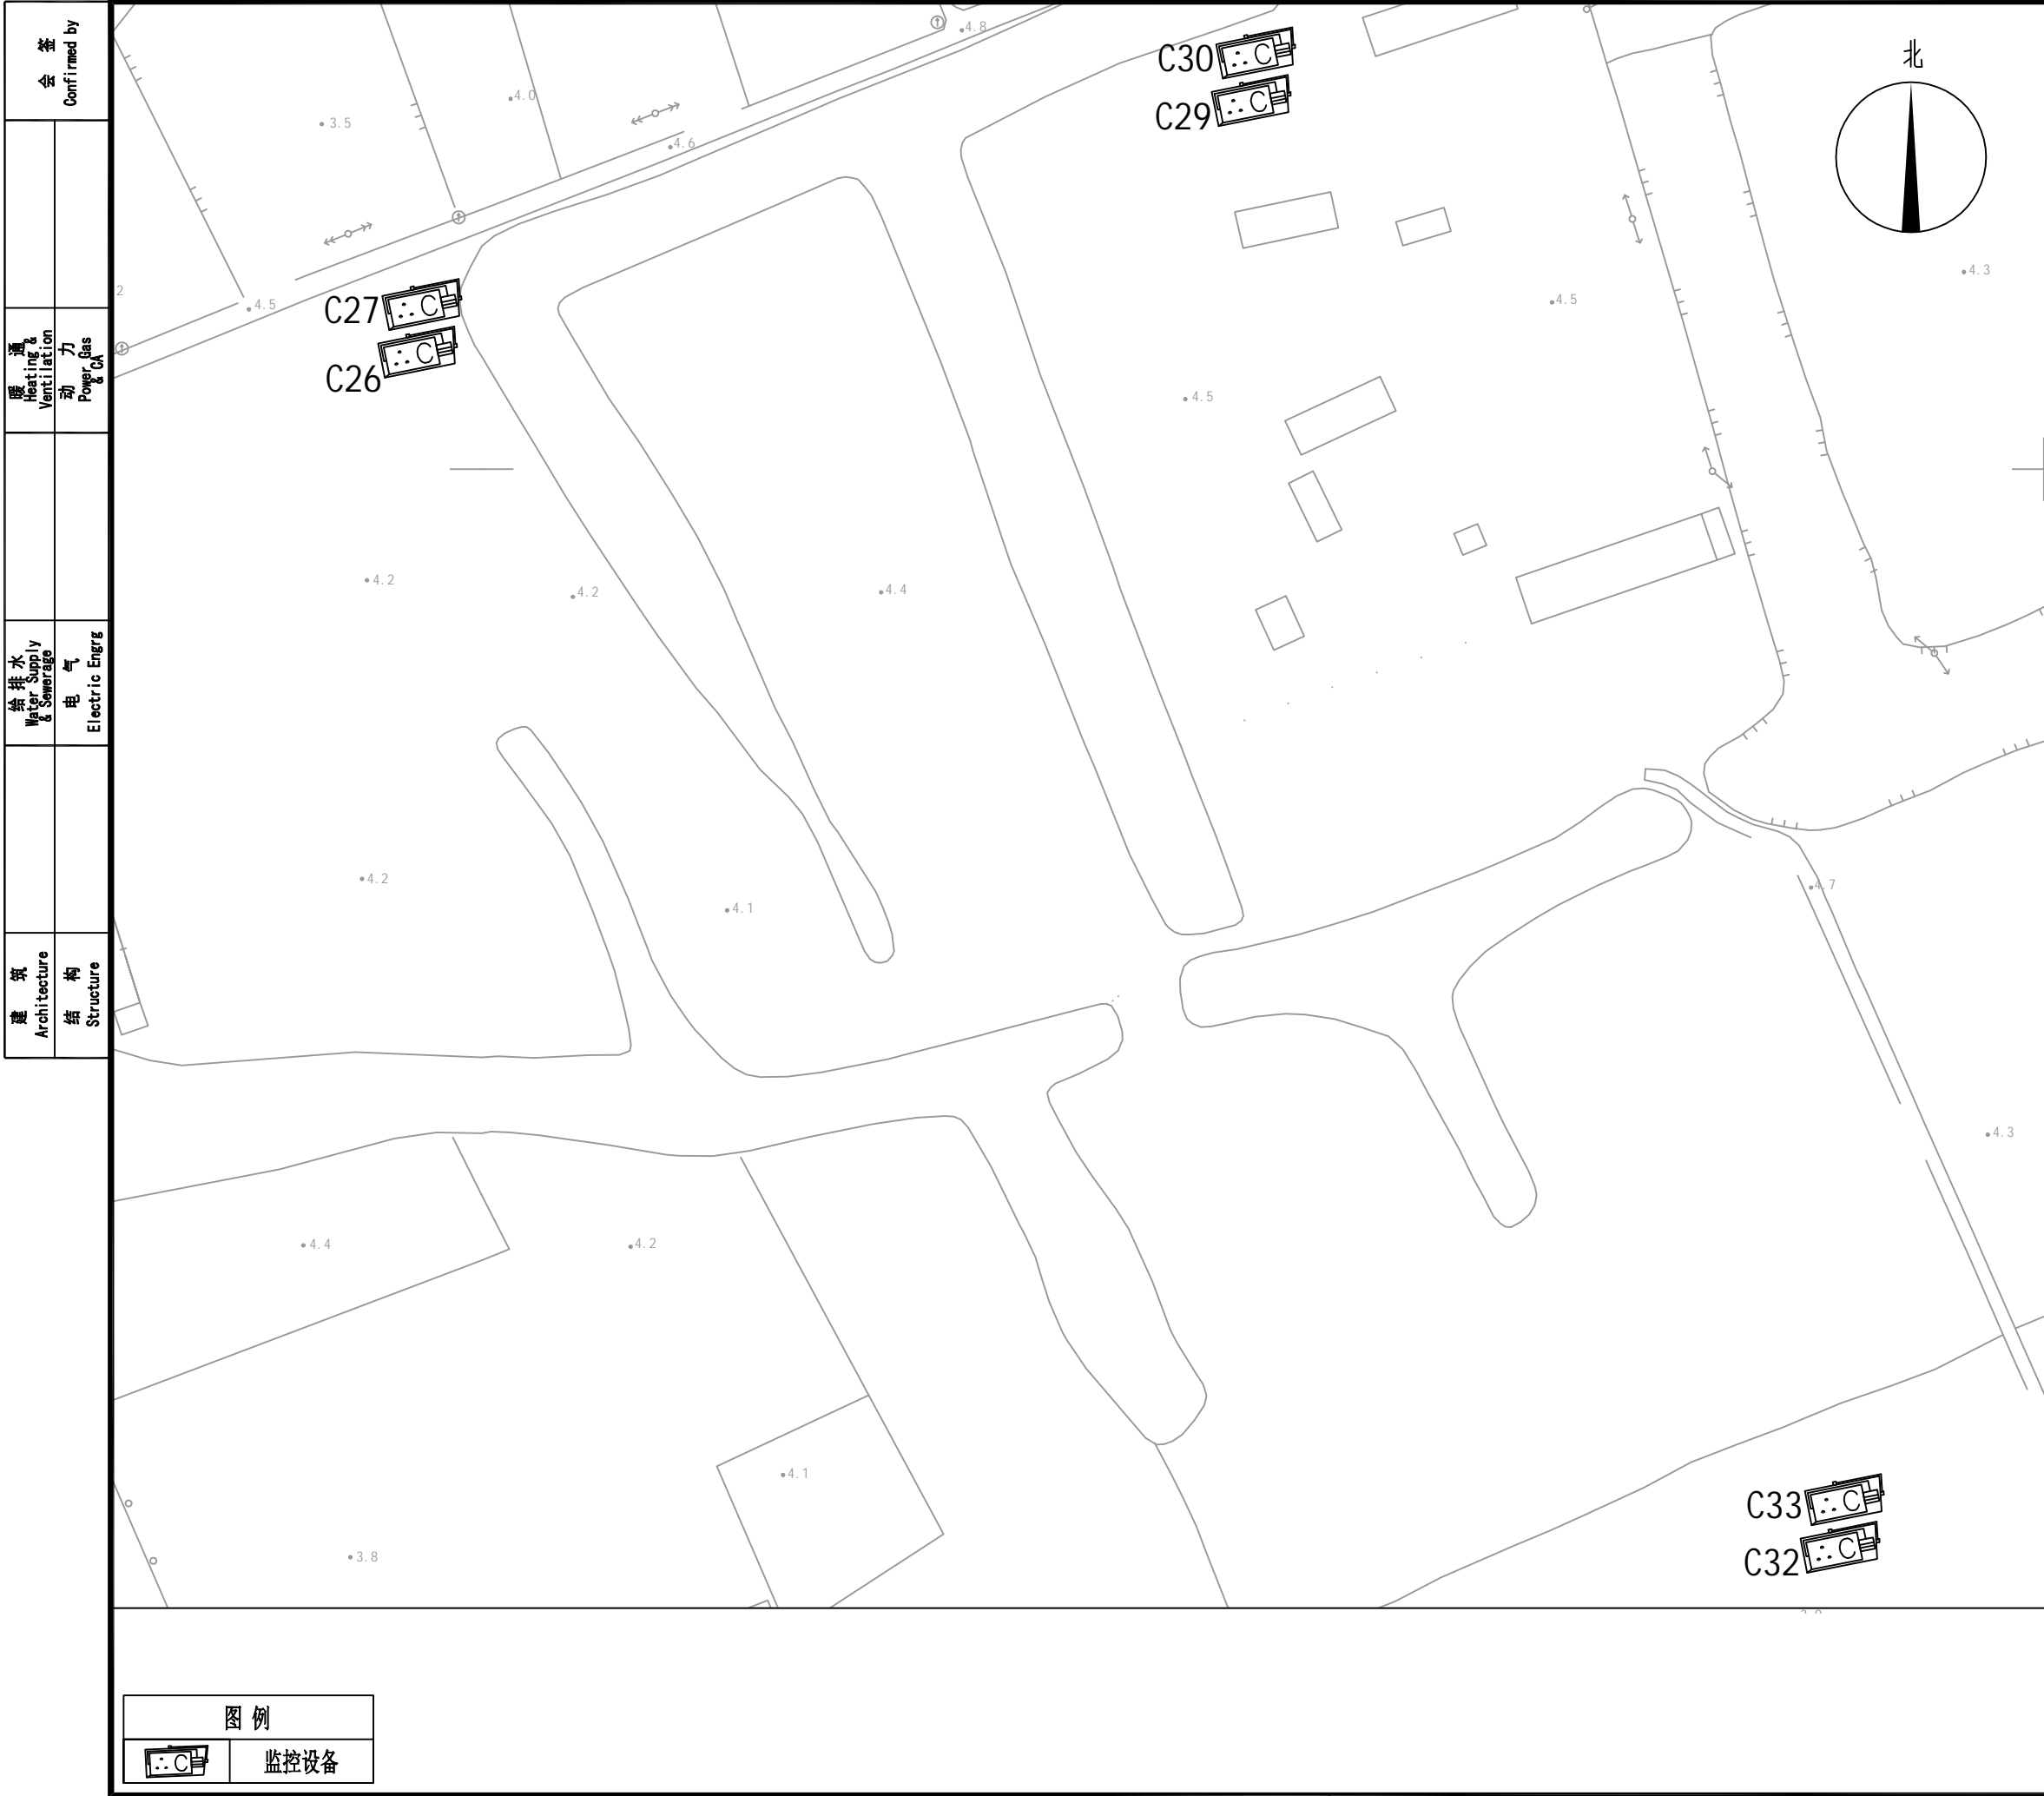 会 签
Confirmed by
暖 通
Heating &
Ventilation
动 力
Power, Gas
& CA
给排水
Water Supply
& Sewerage
电 气
Electric Engrg
建 筑
Architecture
结 构
Structure
4.8
C30
C
北
4.0
C29
C
3.5
4.6
4.3
2
4.5
C27
C
4.5
C26
C
4.5
4.2
4.2
4.4
4.2
4.7
4.1
4.3
4.4
4.2
4.1
C33
C
3.8
C32
C
图 例
C
监控设备